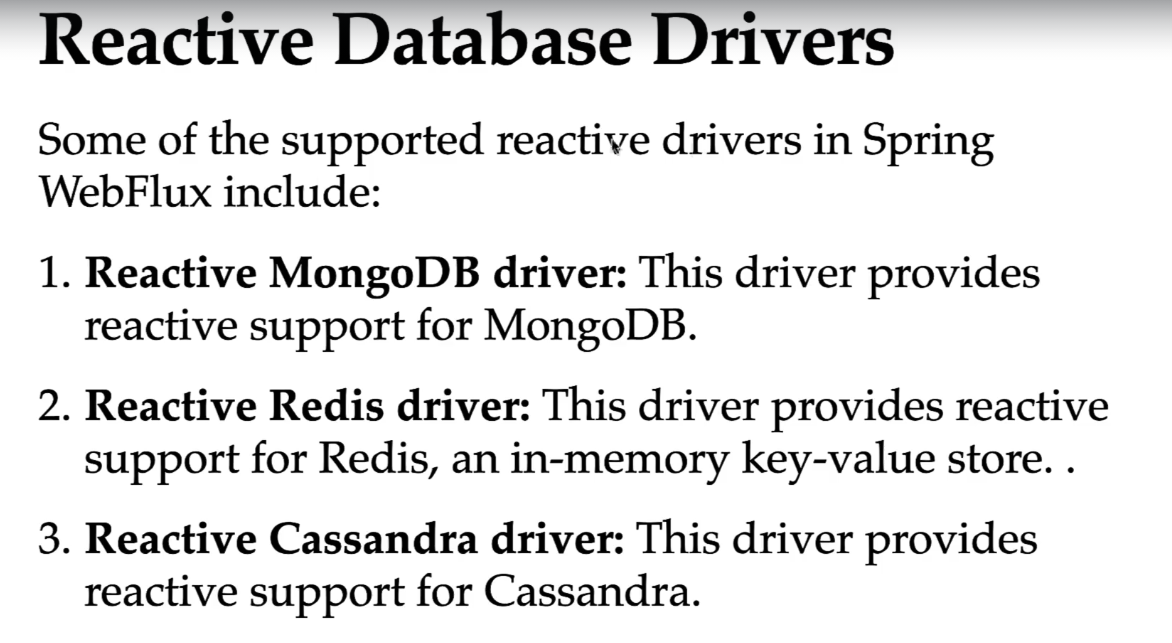 Reactive Database Drivers
Some of the supported reactive drivers in Spring
WebFlux include:
1. Reactive MongoDB driver: This driver provides
reactive support for MongoDB.
2. Reactive Redis driver: This driver provides reactive
support for Redis, an in-memory key-value store. .
3. Reactive Cassandra driver: This driver provides
reactive support for Cassandra.